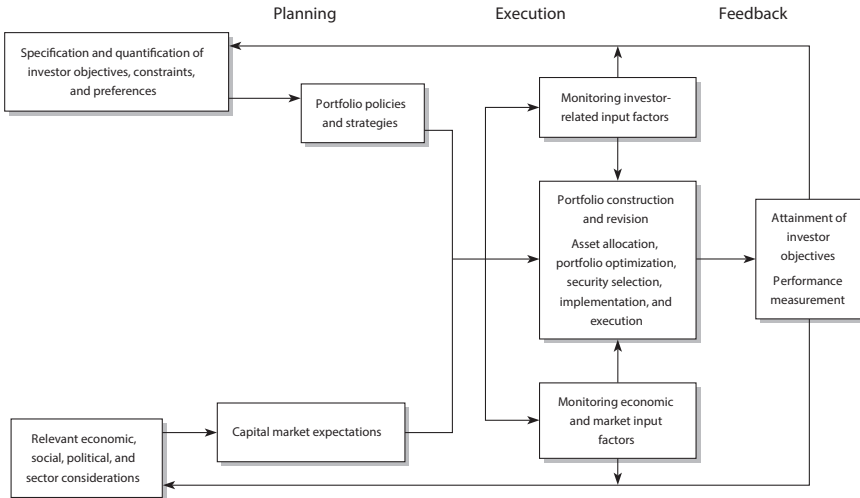 Planning
Execution
Feedback
Specification and quantification of
investor objectives, constraints,
and preferences
Portfolio policies
and strategies
Monitoring investor-
related input factors
Portfolio construction
and revision
Asset allocation,
portfolio optimization,
security selection,
implementation, and
execution
Attainment of
investor
objectives
Performance
measurement
Relevant economic,
social, political, and
sector considerations
Capital market expectations
Monitoring economic
and market input
factors